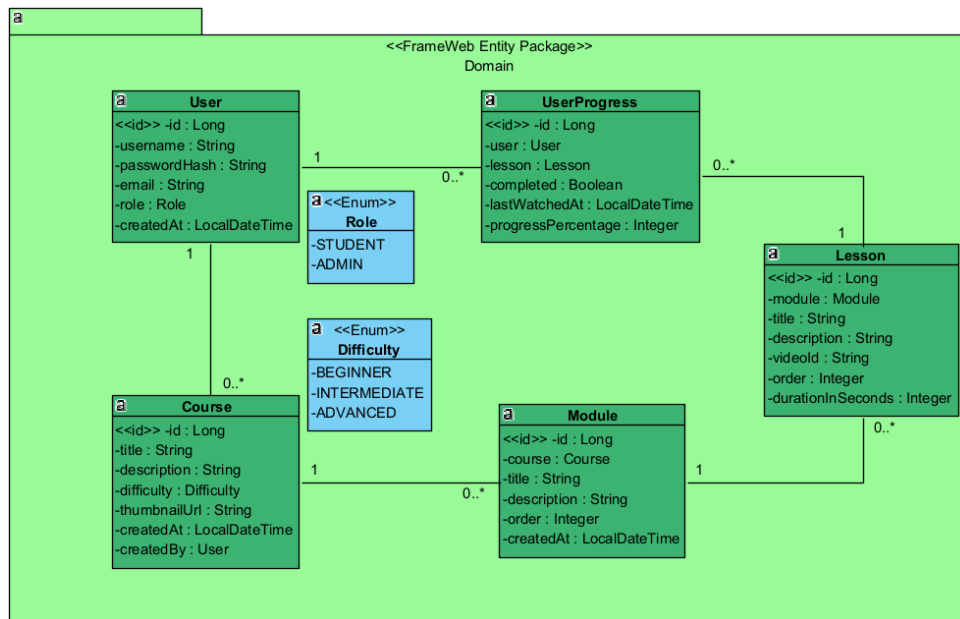 a
<<FrameWeb Entity Package>>
Domain
a
User
<<id>> -id : Long
-username : String
-passwordHash : String
-email : String
-role : Role
-createdAt : LocalDateTime
a
UserProgress
<<id>> -id : Long
-user : User
-lesson : Lesson
-completed : Boolean
-lastWatchedAt : LocalDateTime
-progressPercentage : Integer
1
0..*
0..*
1
a <<Enum>>
Role
-STUDENT
-ADMIN
a
Lesson
<<id>> -id : Long
-module : Module
-title : String
-description : String
-videoId : String
-order : Integer
-durationInSeconds : Integer
1
0..*
a <<Enum>>
Difficulty
-BEGINNER
-INTERMEDIATE
-ADVANCED
a
Course
<<id>> -id : Long
-title : String
-description : String
-difficulty : Difficulty
-thumbnailUrl : String
-createdAt : LocalDateTime
-createdBy : User
1
0..*
a
Module
<<id>> -id : Long
-course : Course
-title : String
-description : String
-order : Integer
-createdAt : LocalDateTime
1
0..*